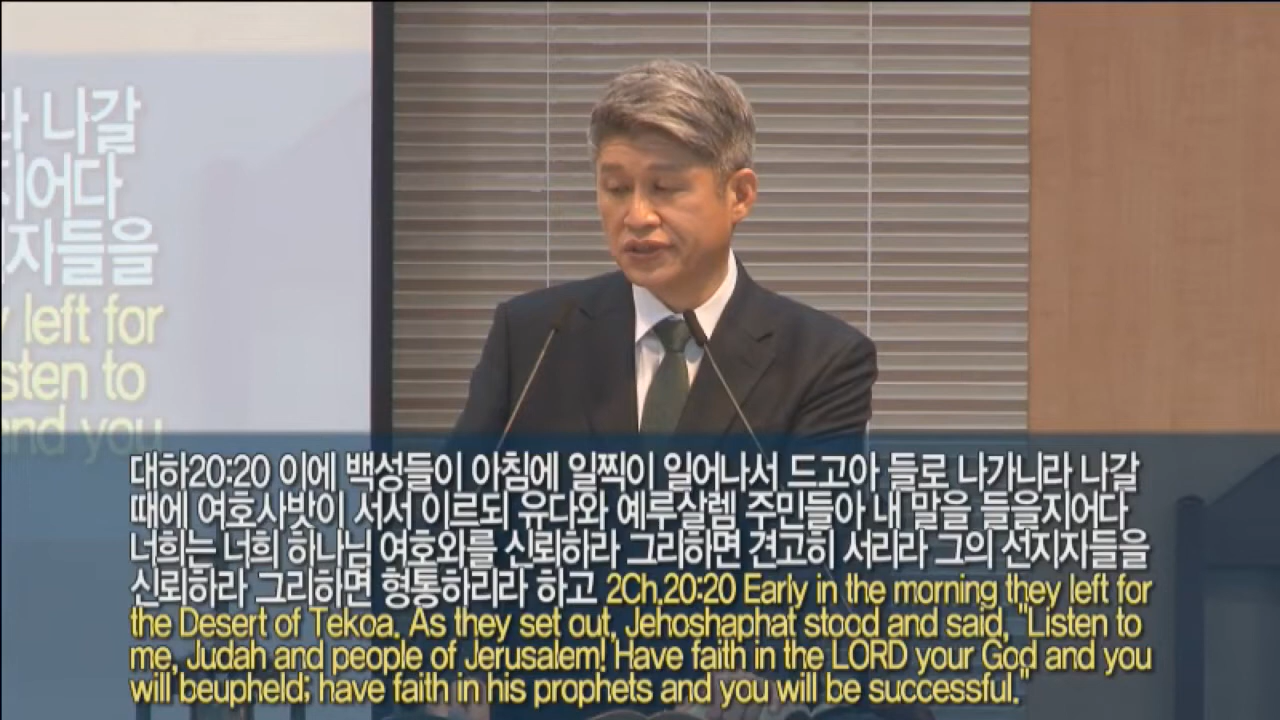 라 나갈
지어다
자들을
y left for
sten to
and you
대하20:20 이에 백성들이 아침에 일찍이 일어나서 드고아 들로 나가니라 나갈
때에 여호사밧이 서서 이르되 유다와 예루살렘 주민들아 내 말을 들을지어다
너희는 너희 하나님 여호와를 신뢰하라 그리하면 견고히 서리라 그의 선지자들을
신뢰하라 그리하면 형통하리라 하고 2Ch.20:20 Early in the morning they left for
the Desert of Tekoa. As they set out, Jehoshaphat stood and said, "Listen to
me, Judah and people of Jerusalem! Have faith in the LORD your God and you
will beupheld; have faith in his prophets and you will be successful."